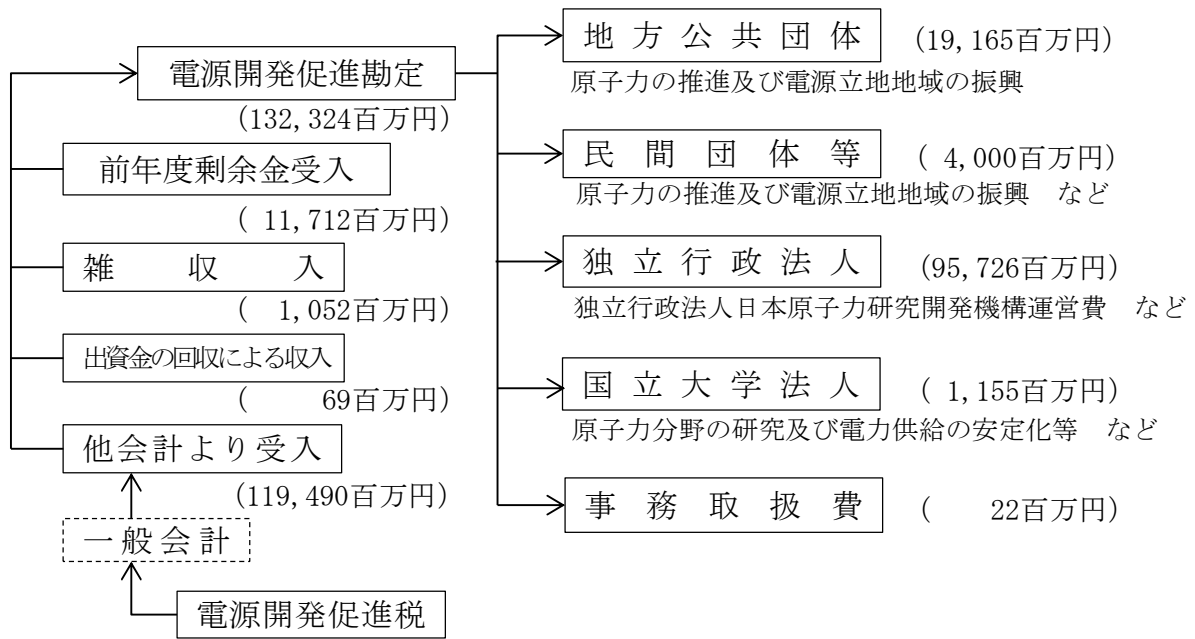 電源開発促進勘定
(132,324百万円)
前年度剰余金受入
( 11,712百万円)
雑 収 入
( 1,052百万円)
出資金の回収による収入
( 69百万円)
他会計より受入
(119,490百万円)
一般会計
電源開発促進税
地方公共団体 (19,165百万円)
原子力の推進及び電源立地地域の振興
民間団体等 ( 4,000百万円)
原子力の推進及び電源立地地域の振興 など
独立行政法人 (95,726百万円)
独立行政法人日本原子力研究開発機構運営費 など
国立大学法人 ( 1,155百万円)
原子力分野の研究及び電力供給の安定化等 など
事務取扱費 ( 22百万円)